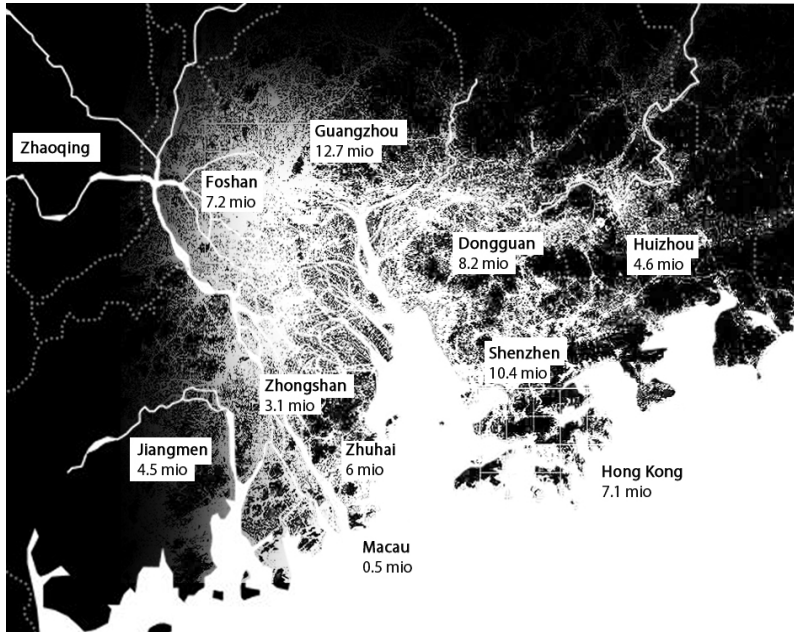 Guangzhou
12.7 mio
Zhaoqing
Foshan
7.2 mio
Dongguan
8.2 mio
Huizhou
4.6 mio
Shenzhen
10.4 mio
Zhongshan
3.1 mio
Jiangmen
4.5 mio
Zhuhai
6 mio
Hong Kong
7.1 mio
Macau
0.5 mio